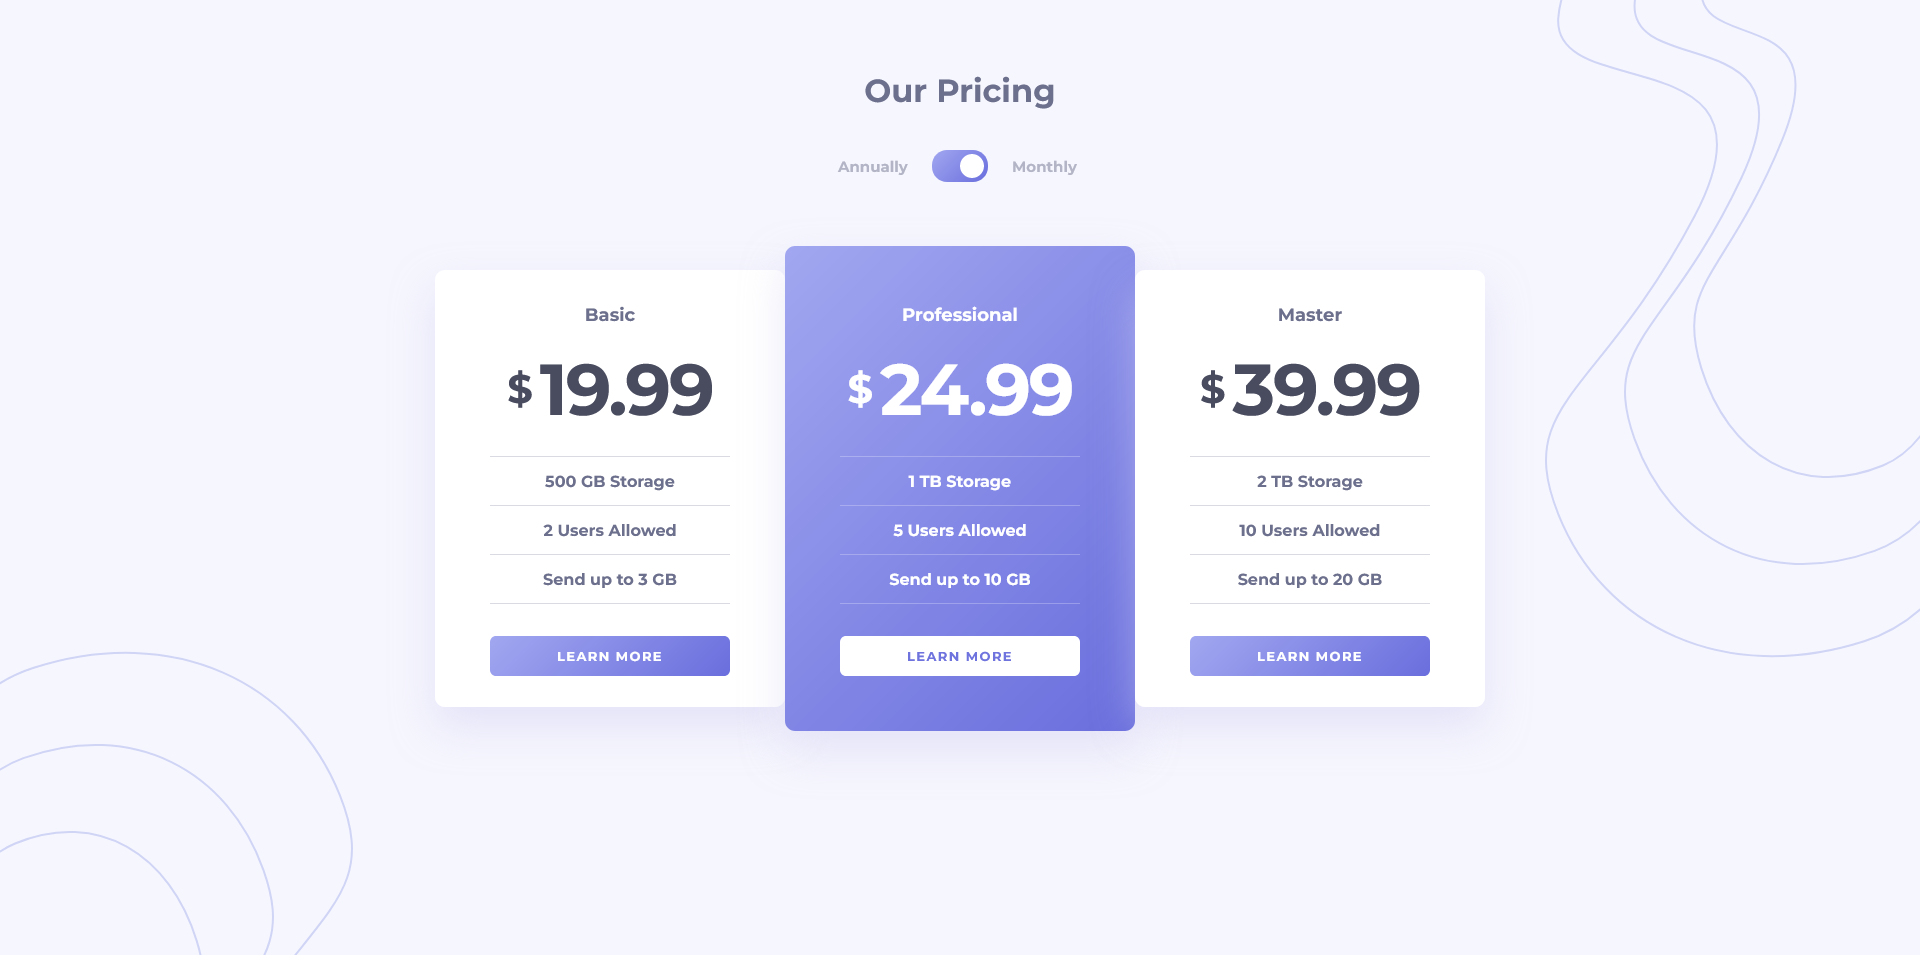 Our Pricing
Annually Monthly
Basic
$19.99
500 GB Storage
2 Users Allowed
Send up to 3 GB
LEARN MORE
Professional
$24.99
1 TB Storage
5 Users Allowed
Send up to 10 GB
LEARN MORE
Master
$39.99
2 TB Storage
10 Users Allowed
Send up to 20 GB
LEARN MORE